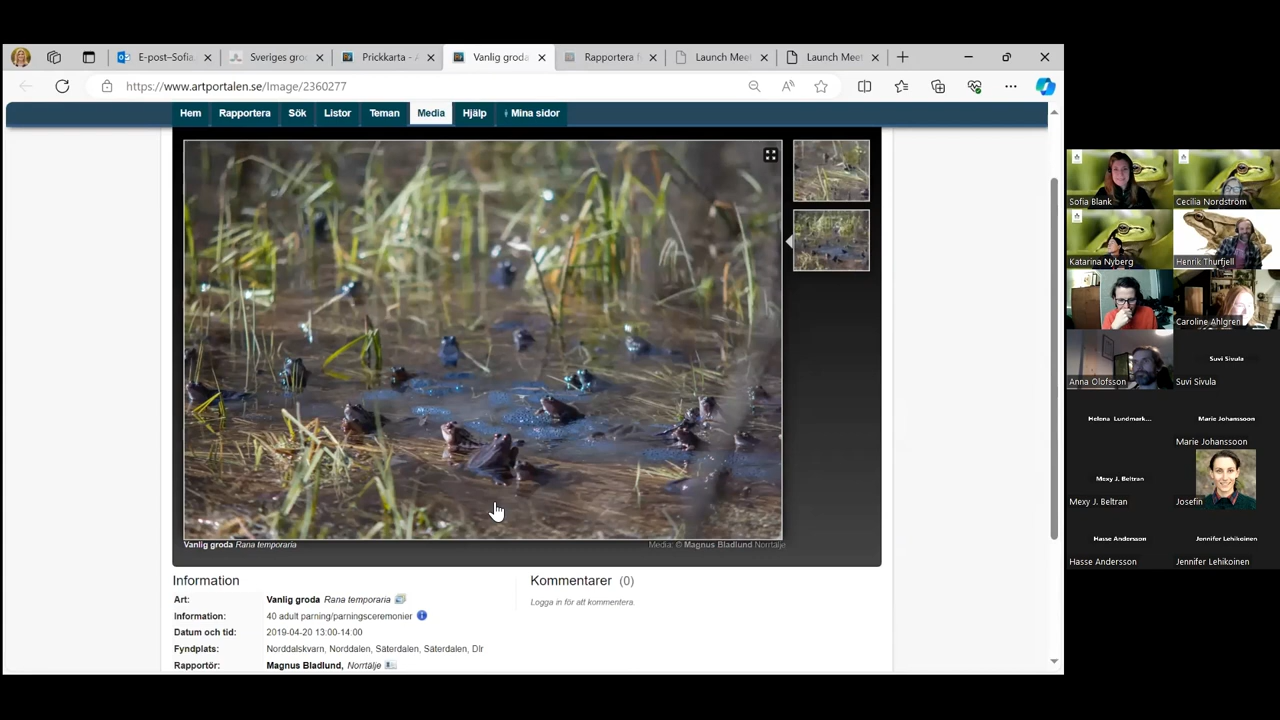 E-post–Sofia.
Sveriges gro
Prickkarta -
Vanlig groda
Rapportera f
Launch Meet
Launch Meet
https://www.artportalen.se/Image/2360277
Hem
Rapportera
Sök
Listor
Teman
Media
Hjälp
Mina sidor
Vanlig groda Rana temporaria
Media: © Magnus Bladlund Norrtälje
Information
Art: Vanlig groda Rana temporaria
Information: 40 adult parning/parningsceremonier
Datum och tid: 2019-04-20 13:00-14:00
Fyndplats: Norddalskvarn, Norddalen, Säterdalen, Säterdalen, Dlr
Rapportör: Magnus Bladlund, Norrtälje
Kommentarer (0)
Logga in för att kommentera.
Sofia Blank
Cecilia Nordström
Katarina Nyberg
Henrik Thurfjell
Caroline Ahlgren
Anna Olofsson
Suvi Sivula
Suvi Sivula
Helena Lundmark...
Marie Johansson
Marie Johansoon
Mexy J. Beltran
Mexy J. Beltran
Josefin
Hasse Andersson
Hasse Andersson
Jennifer Lehikoinen
Jennifer Lehikoinen